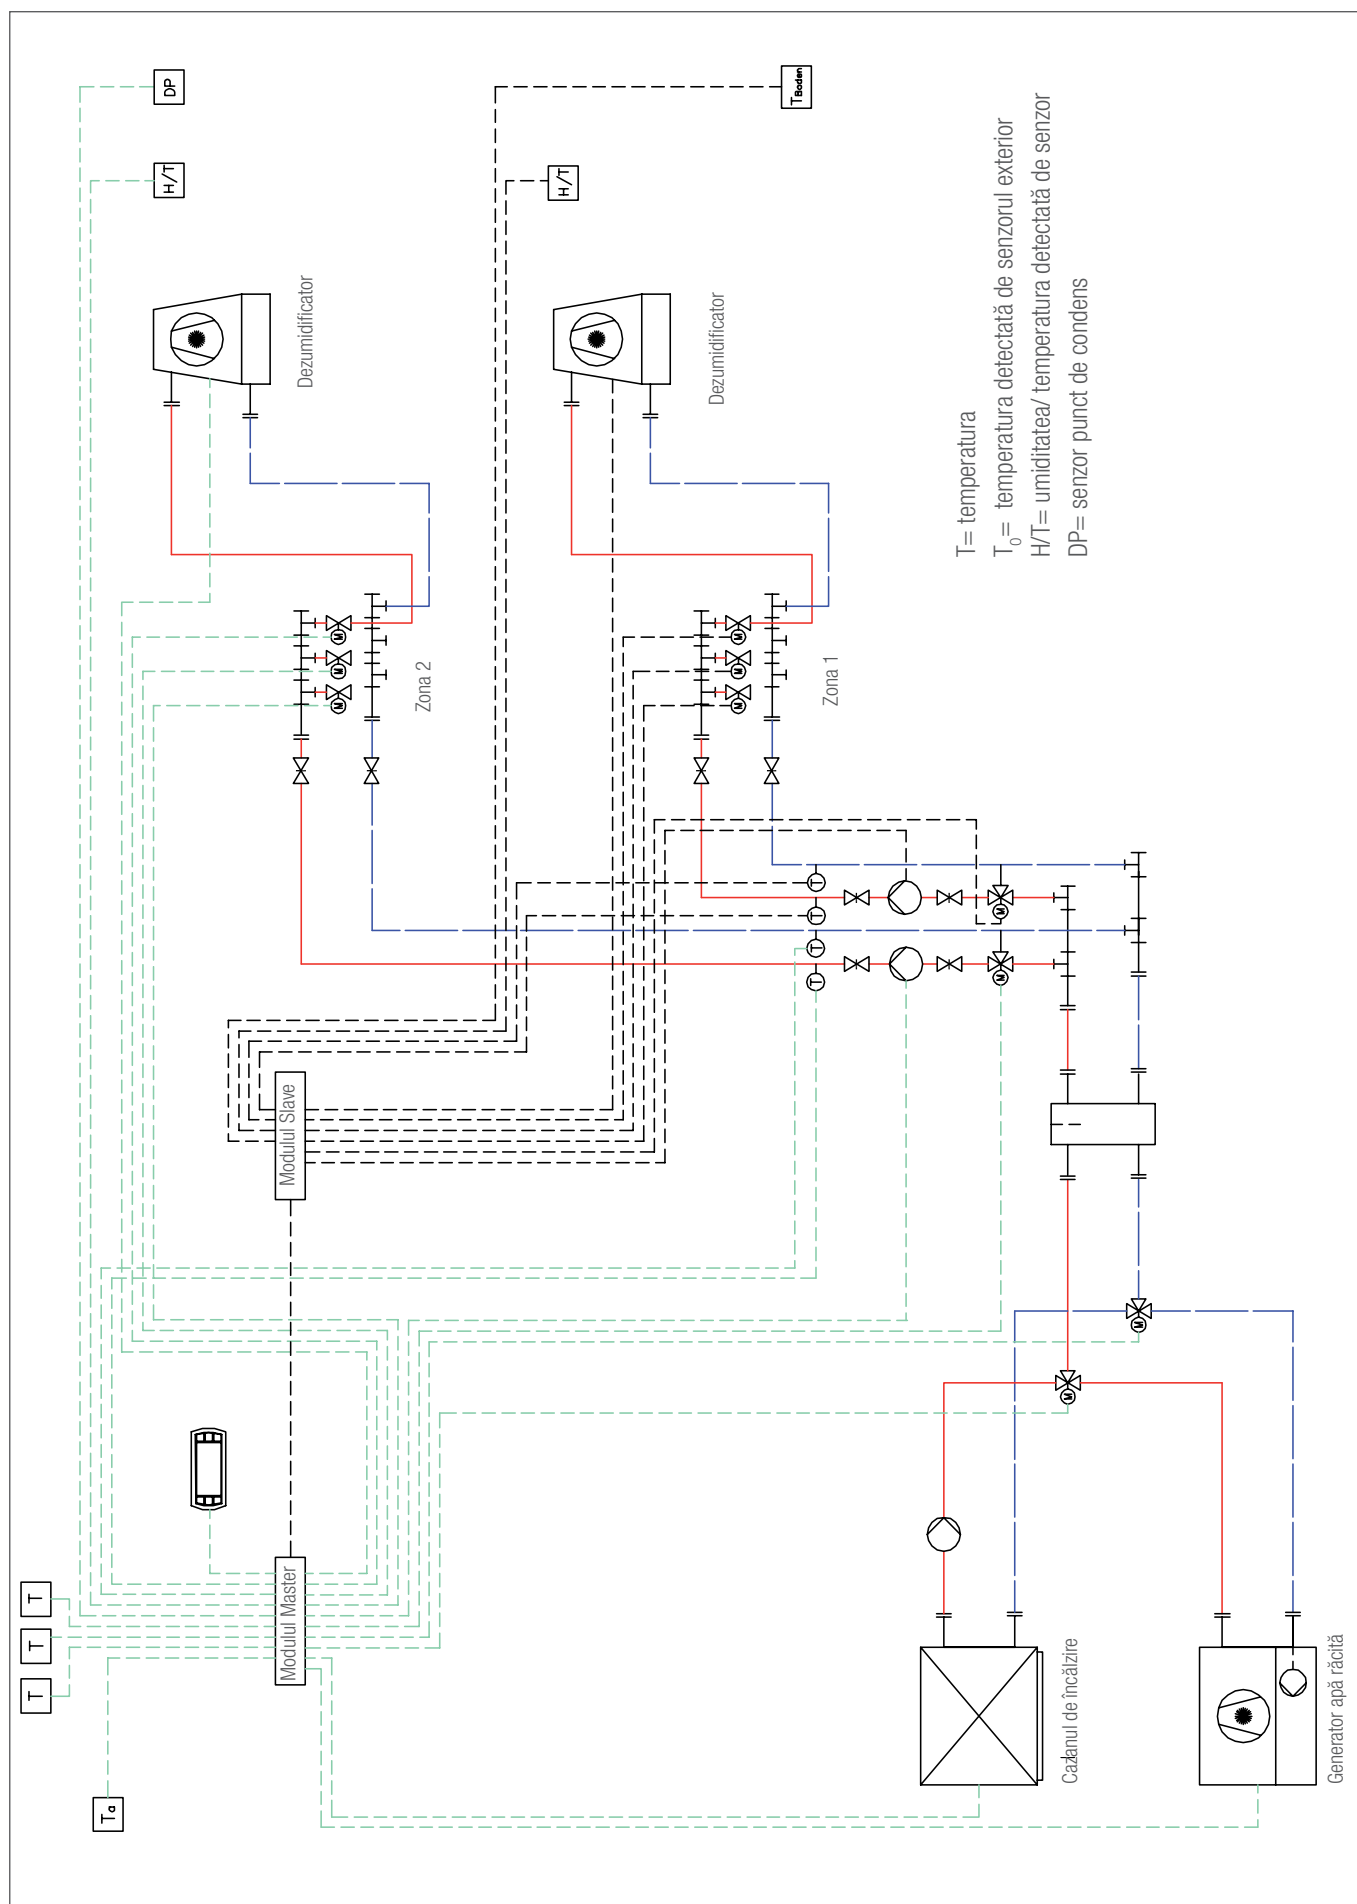 DP
H/T
T Boden
H/T
Dezumidificator
Dezumidificator
T= temperatura
T0= temperatura detectată de senzorul exterior
H/T= umiditatea/ temperatura detectată de senzor
DP= senzor punct de condens
Zona 2
Zona 1
M
M
M
M
M
M
T
T
T
T
M
M
Modulul Slave
M
M
Modulul Master
T
T
T
Ta
Cazanul de încălzire
Generator apă răcită